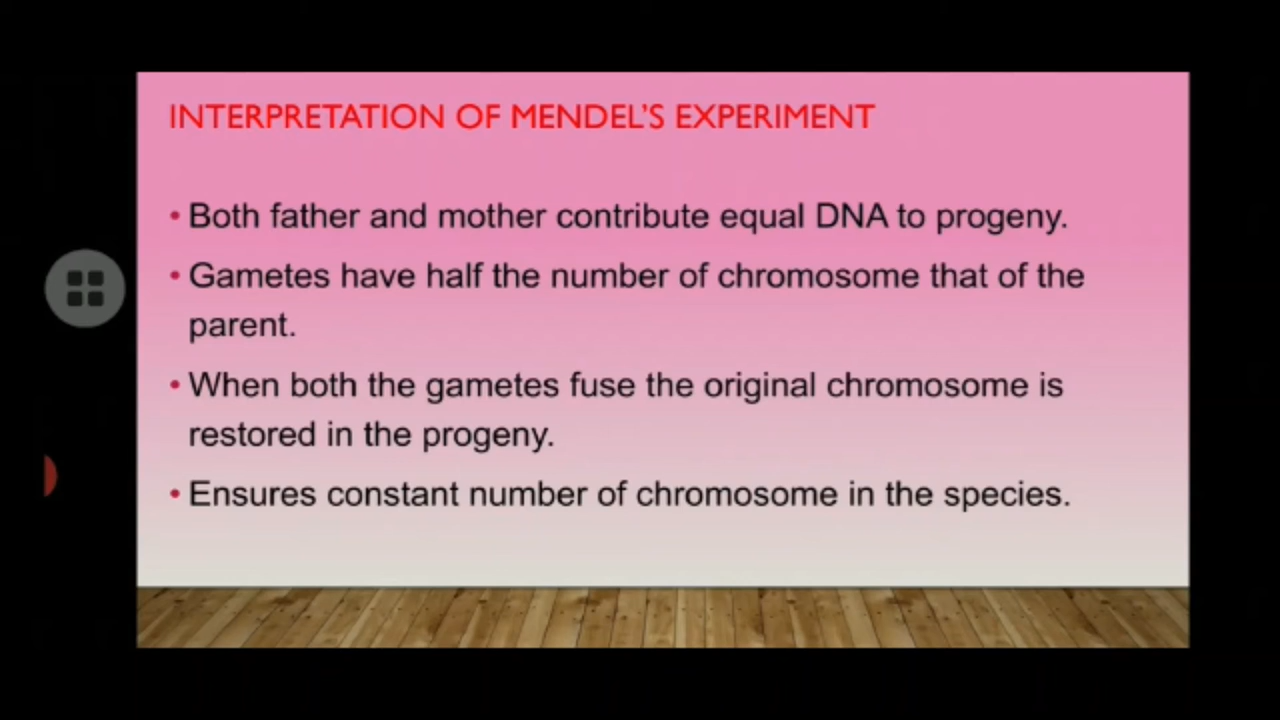 INTERPRETATION OF MENDEL'S EXPERIMENT
• Both father and mother contribute equal DNA to progeny.
• Gametes have half the number of chromosome that of the
parent.
• When both the gametes fuse the original chromosome is
restored in the progeny.
• Ensures constant number of chromosome in the species.